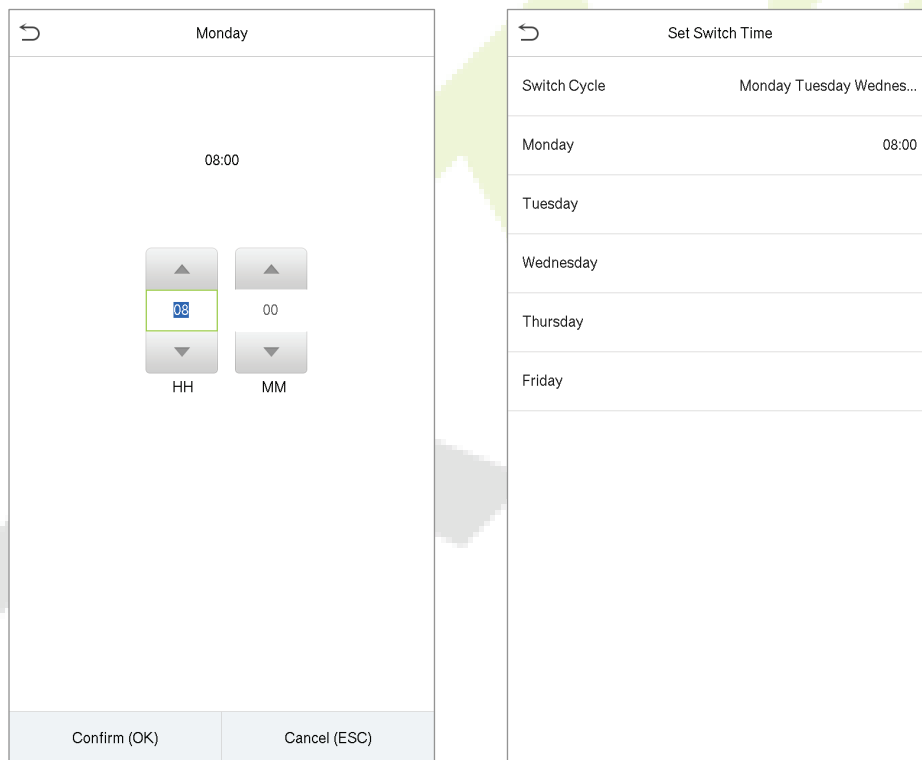 Monday
08:00
08 00
HH MM
Confirm (OK) Cancel (ESC)
Set Switch Time
Switch Cycle Monday Tuesday Wednes...
Monday 08:00
Tuesday
Wednesday
Thursday
Friday